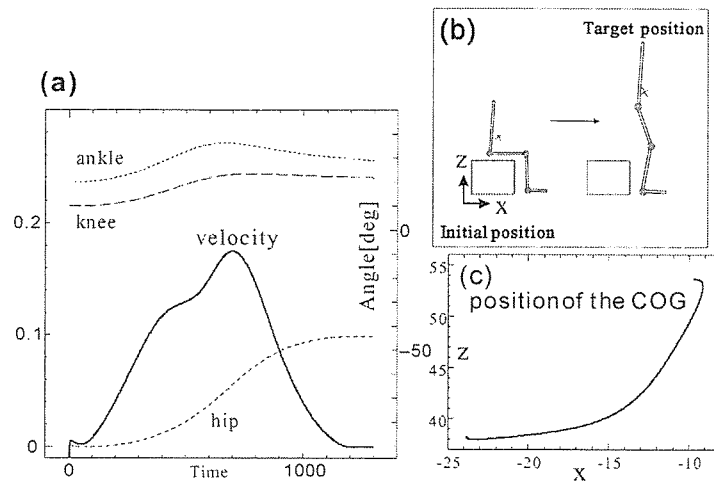 (a)
ankle
knee
velocity
hip
0.2
0.1
0
0
Time
1000
Angle[deg]
0
-50
(b)
Target position
Z
X
Initial position
(c)
position of the COG
Z
55
50
45
40
-25
-20
-15
-10
X